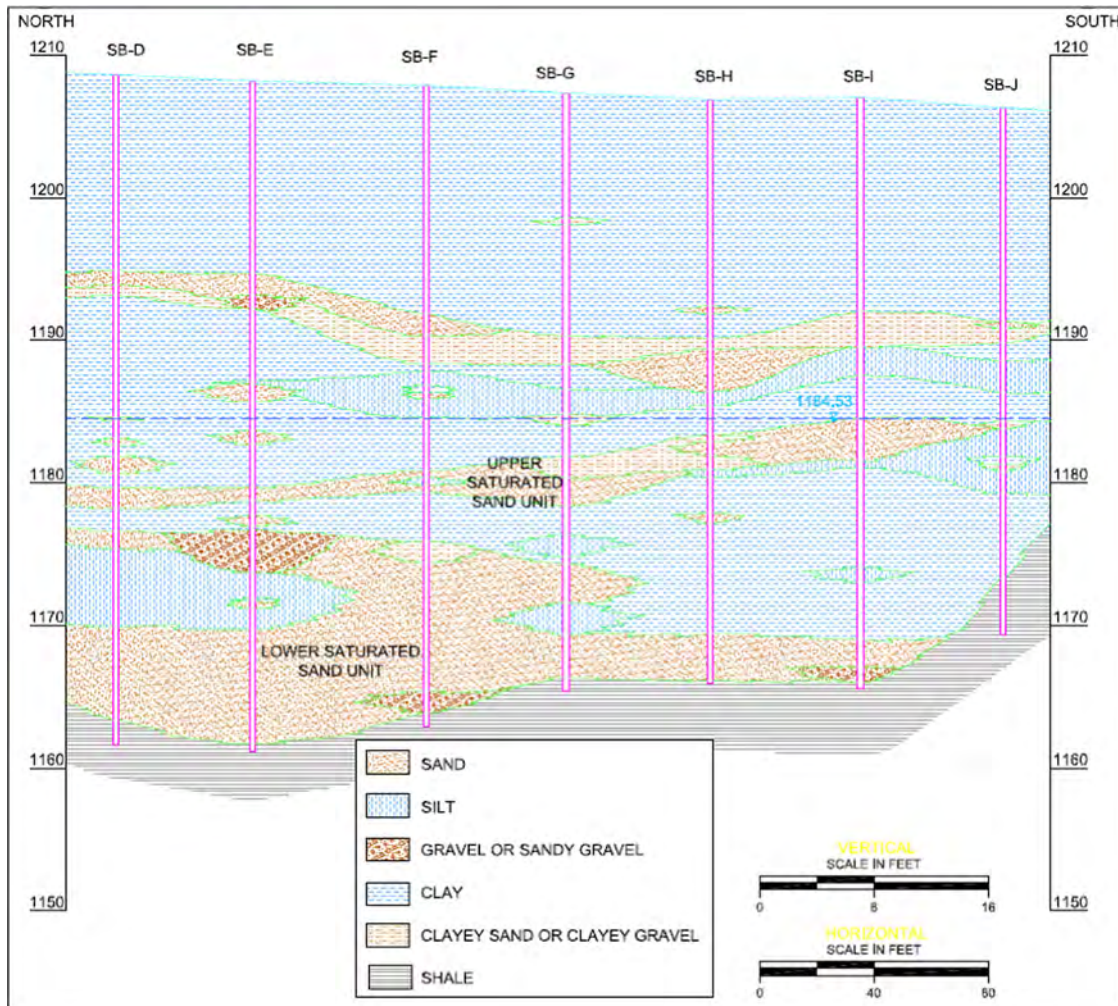 NORTH
SOUTH
1210
1210
SB-D
SB-E
SB-F
SB-G
SB-H
SB-I
SB-J
1200
1200
1190
1190
1184.53
1180
1180
UPPER
SATURATED
SAND UNIT
1170
1170
LOWER SATURATED
SAND UNIT
1160
1160
1150
1150
SAND
SILT
GRAVEL OR SANDY GRAVEL
CLAY
CLAYEY SAND OR CLAYEY GRAVEL
SHALE
VERTICAL
SCALE IN FEET
0 8 16
HORIZONTAL
SCALE IN FEET
0 40 80